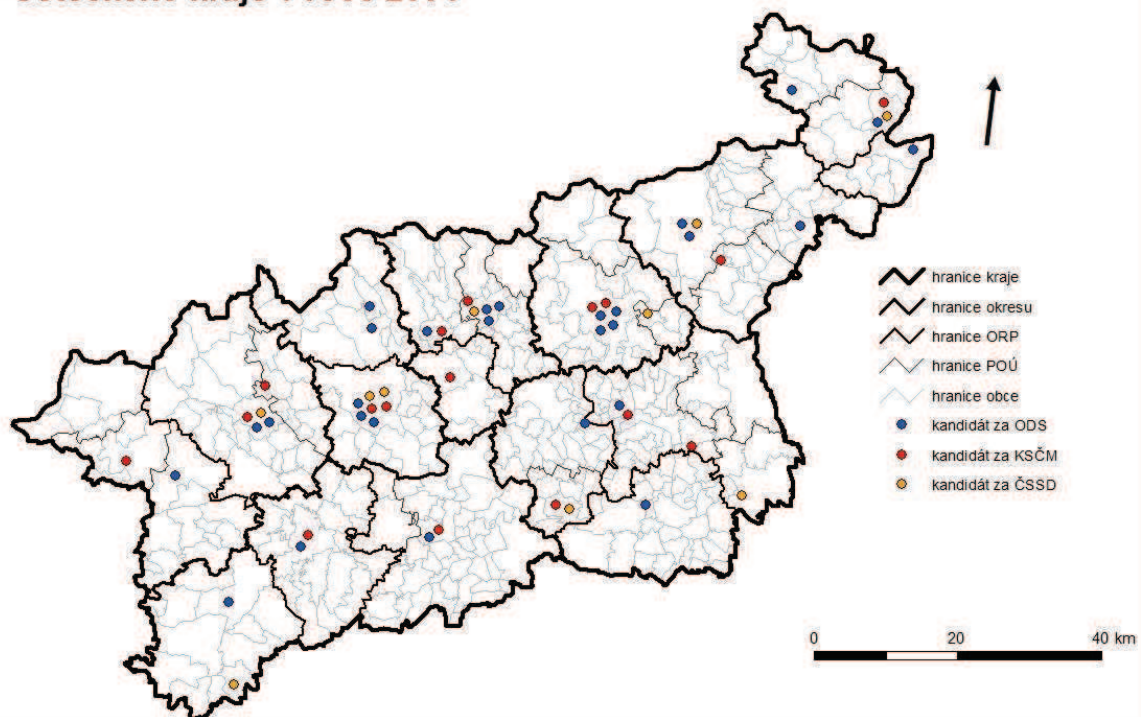 hranice kraje
hranice okresu
hranice ORP
hranice POÚ
hranice obce
kandidát za ODS
kandidát za KSČM
kandidát za ČSSD
0 20 40 km